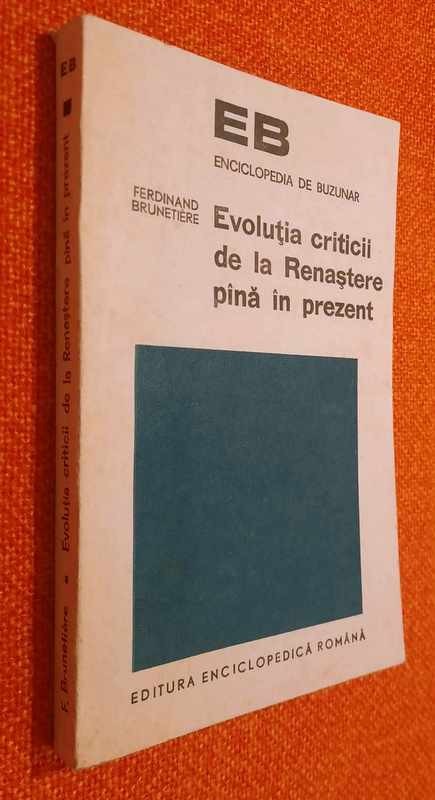 EB
ENCICLOPEDIA DE BUZUNAR
FERDINAND
BRUNETIÈRE
Evoluția criticii
de la Renaștere
pînă în prezent
EDITURA ENCICLOPEDICĂ ROMÂNĂ
F. Brunetière • Evoluția criticii de la Renaștere pînă în prezent ■ EB